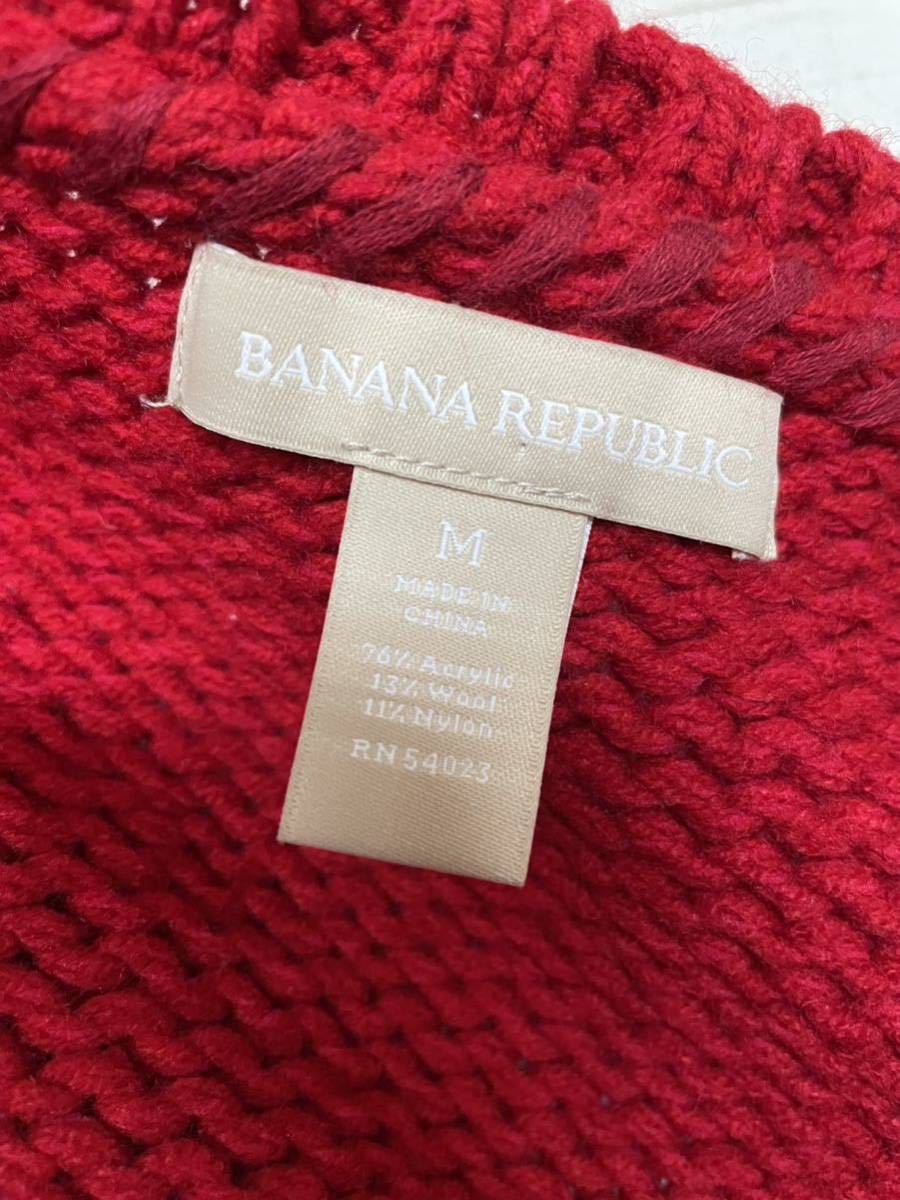 BANANA REPUBLIC
M
MADE IN
CHINA
76% Acrylic
13% Wool
11% Nylon
RN54023